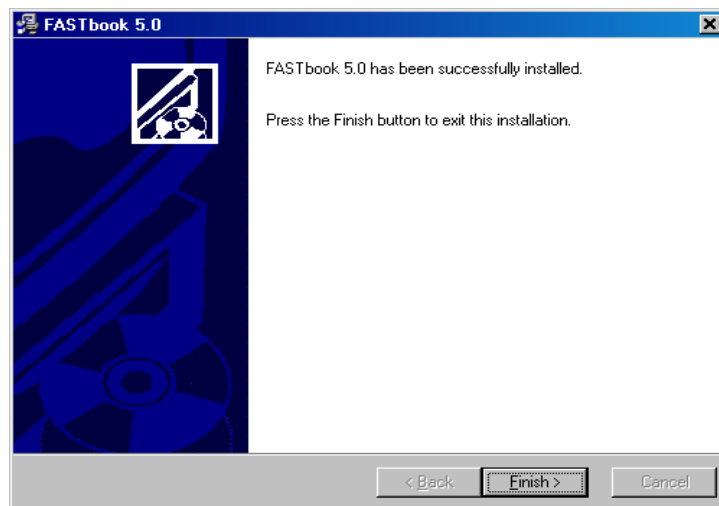 FASTbook 5.0
FASTbook 5.0 has been successfully installed.
Press the Finish button to exit this installation.
< Back
Finish >
Cancel